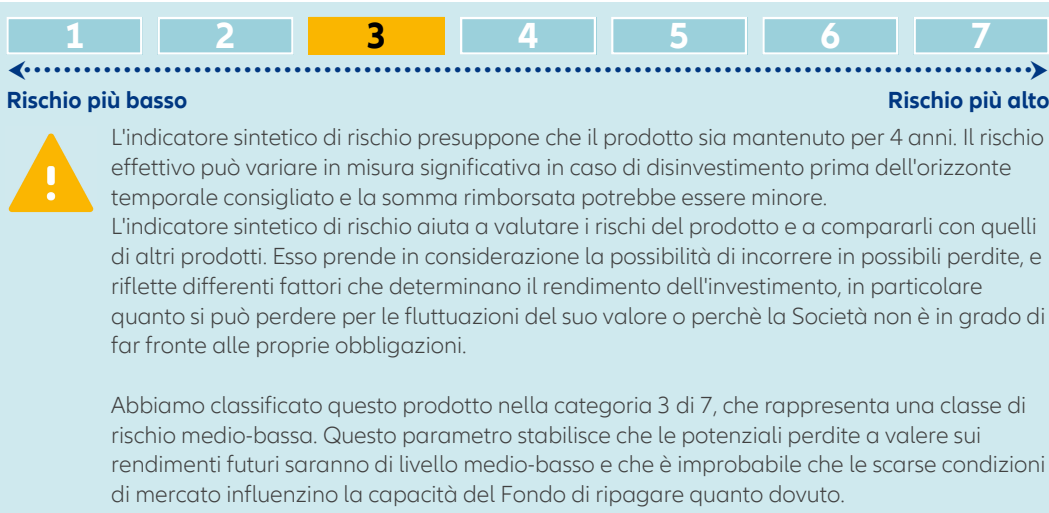 1 2 3 4 5 6 7
Rischio più basso Rischio più alto
L'indicatore sintetico di rischio presuppone che il prodotto sia mantenuto per 4 anni. Il rischio
effettivo può variare in misura significativa in caso di disinvestimento prima dell'orizzonte
temporale consigliato e la somma rimborsata potrebbe essere minore.
L'indicatore sintetico di rischio aiuta a valutare i rischi del prodotto e a compararli con quelli
di altri prodotti. Esso prende in considerazione la possibilità di incorrere in possibili perdite, e
riflette differenti fattori che determinano il rendimento dell'investimento, in particolare
quanto si può perdere per le fluttuazioni del suo valore o perchè la Società non è in grado di
far fronte alle proprie obbligazioni.
Abbiamo classificato questo prodotto nella categoria 3 di 7, che rappresenta una classe di
rischio medio-bassa. Questo parametro stabilisce che le potenziali perdite a valere sui
rendimenti futuri saranno di livello medio-basso e che è improbabile che le scarse condizioni
di mercato influenzino la capacità del Fondo di ripagare quanto dovuto.